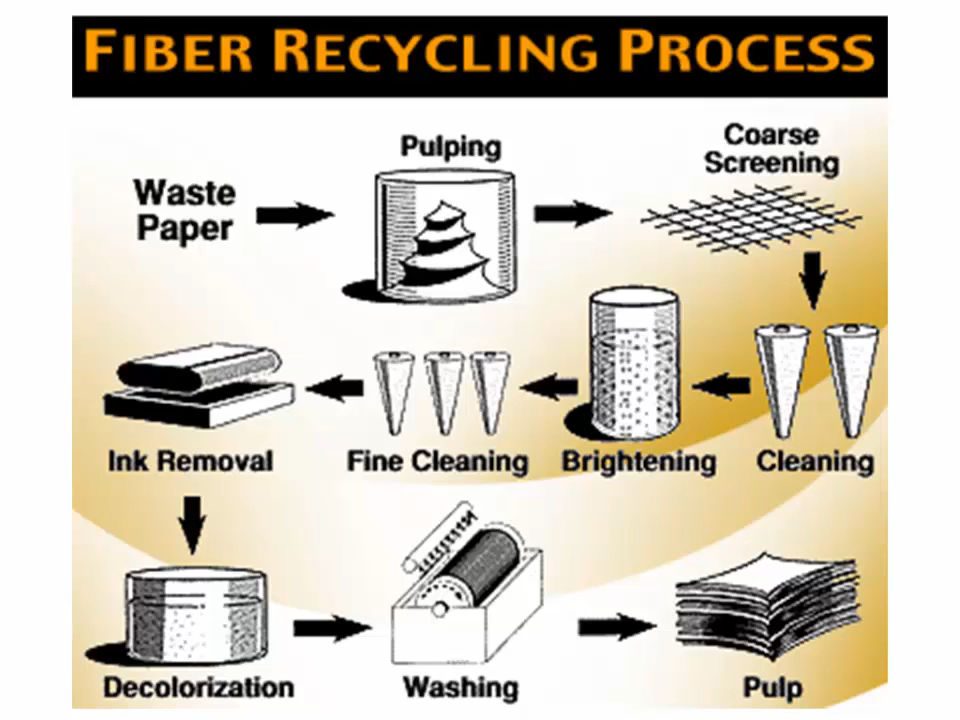 FIBER RECYCLING PROCESS
Pulping
Coarse
Screening
Waste
Paper
Ink Removal
Fine Cleaning
Brightening
Cleaning
Decolorization
Washing
Pulp